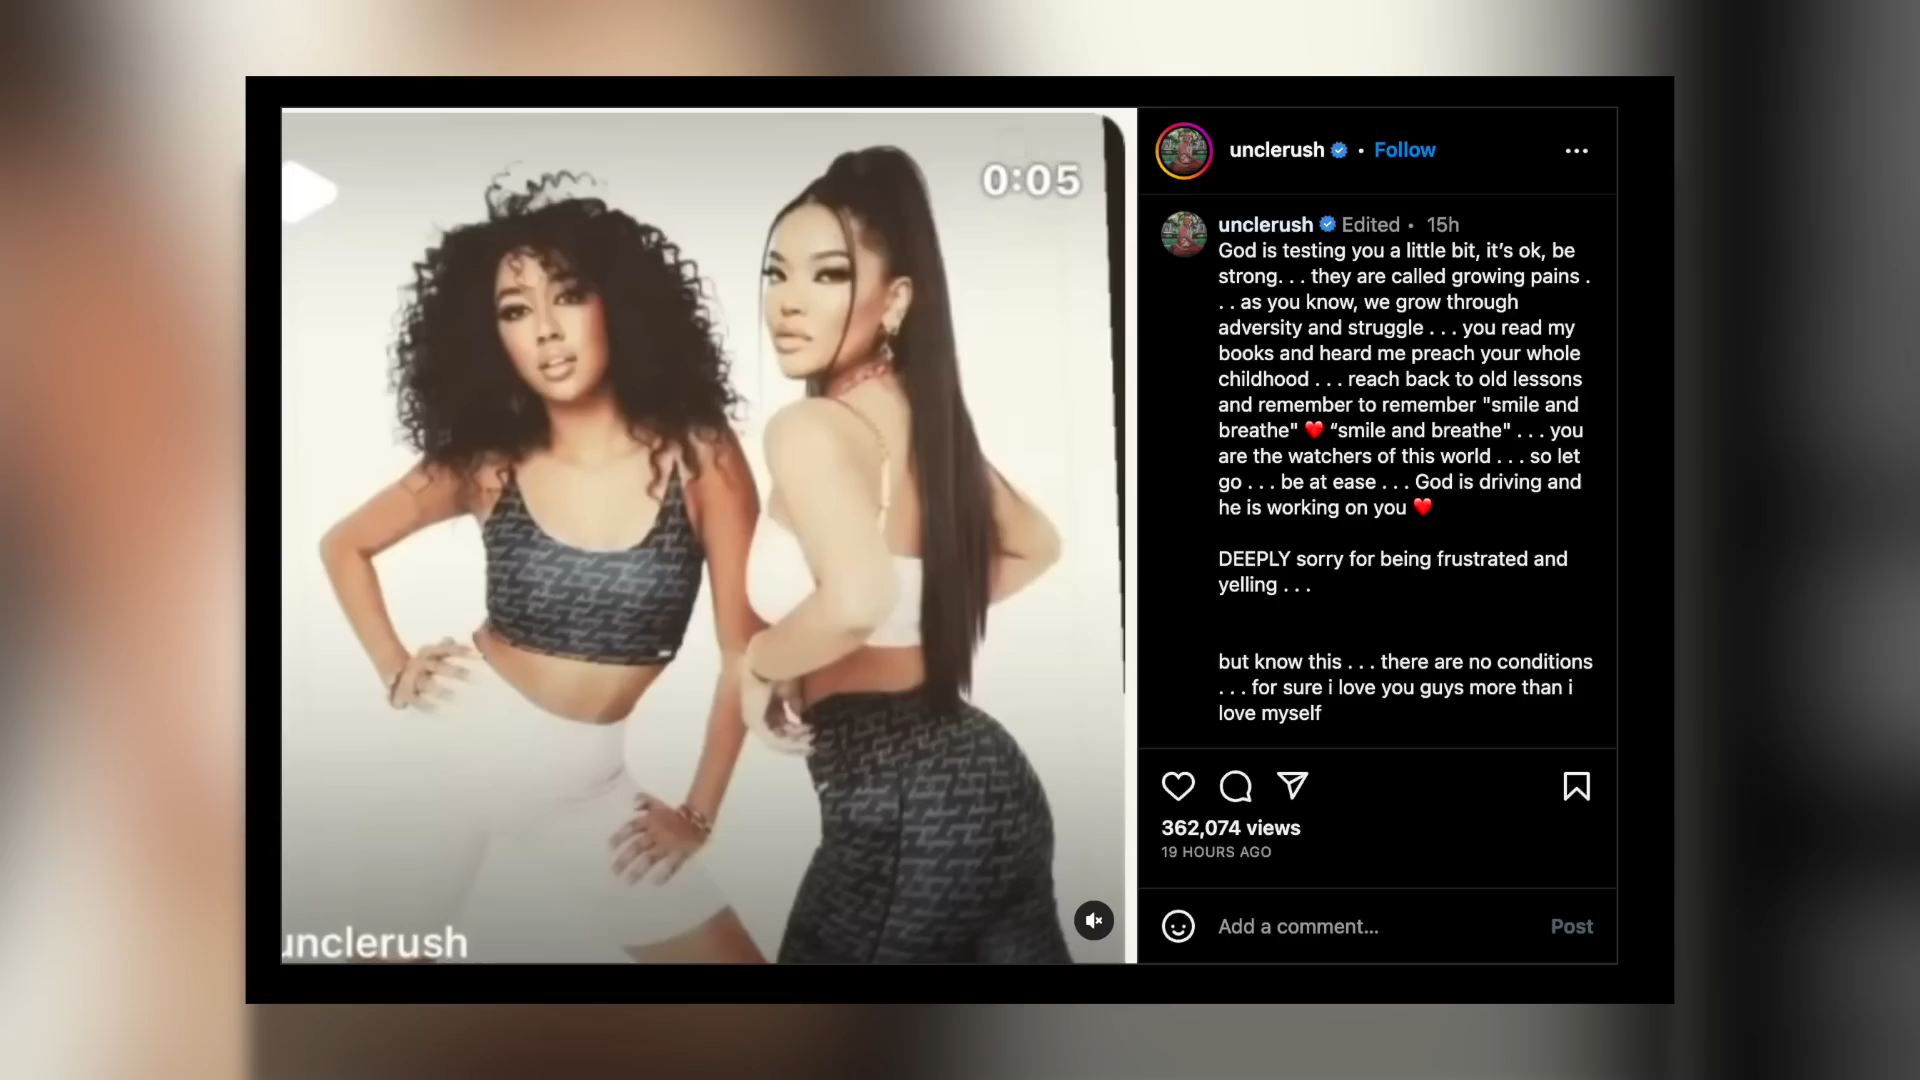 0:05
unclerush
unclerush • Follow
unclerush Edited • 15h
God is testing you a little bit, it’s ok, be
strong. . . they are called growing pains .
. . as you know, we grow through
adversity and struggle . . . you read my
books and heard me preach your whole
childhood . . . reach back to old lessons
and remember to remember "smile and
breathe" ❤️ “smile and breathe" . . . you
are the watchers of this world . . . so let
go . . . be at ease . . . God is driving and
he is working on you ❤️
DEEPLY sorry for being frustrated and
yelling . . .
but know this . . . there are no conditions
. . . for sure i love you guys more than i
love myself
362,074 views
19 HOURS AGO
Add a comment... Post